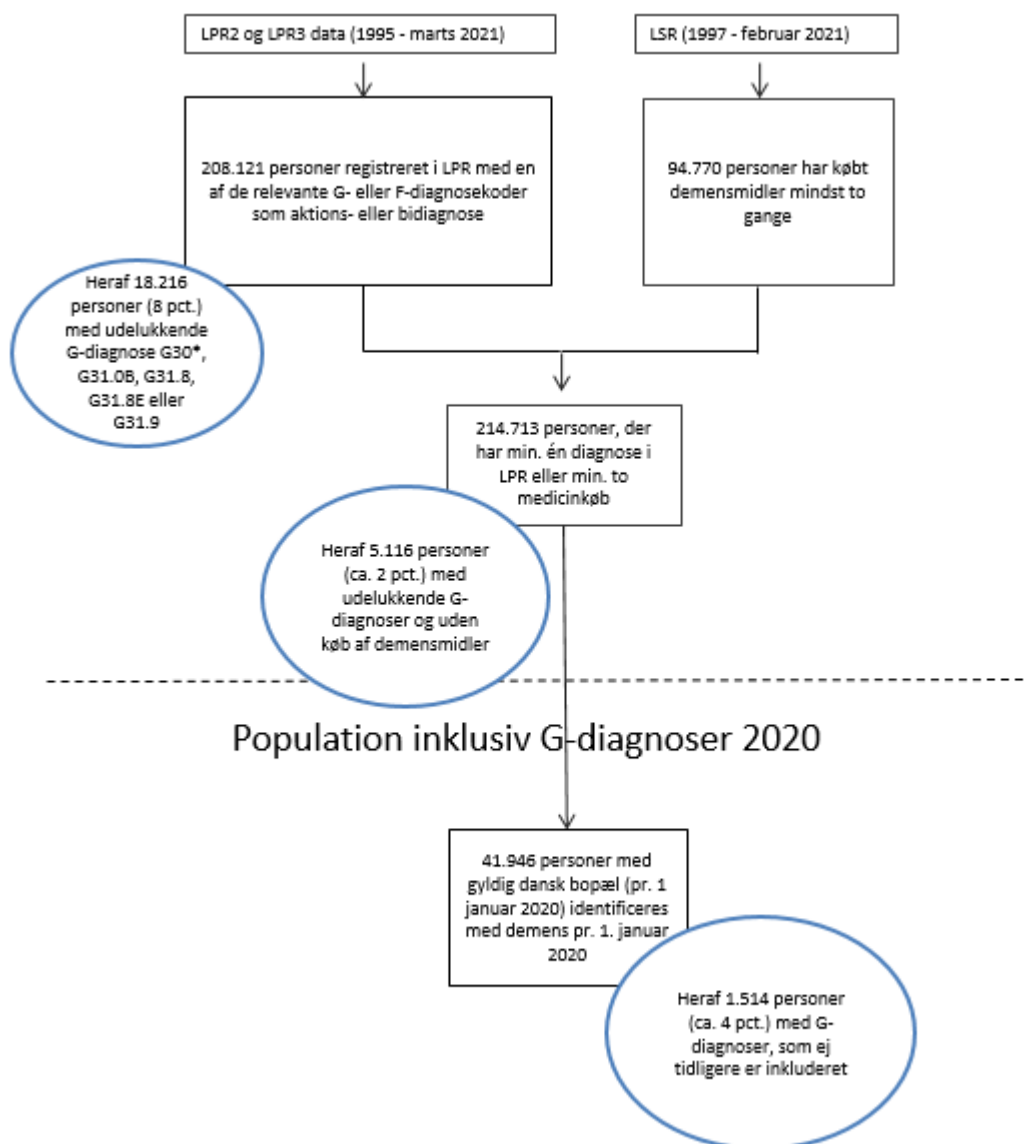 LPR2 og LPR3 data (1995 - marts 2021)
LSR (1997 - februar 2021)
208.121 personer registreret i LPR med en
af de relevante G- eller F-diagnosekoder
som aktions- eller bidiagnose
94.770 personer har købt
demensmidler mindst to
gange
Heraf 18.216
personer (8 pct.)
med udelukkende
G-diagnose G30*,
G31.0B, G31.8,
G31.8E eller
G31.9
214.713 personer, der
har min. én diagnose i
LPR eller min. to
medicinkøb
Heraf 5.116 personer
(ca. 2 pct.) med
udelukkende G-
diagnoser og uden
køb af demensmidler
Population inklusiv G-diagnoser 2020
41.946 personer med
gyldig dansk bopæl (pr. 1
januar 2020) identificeres
med demens pr. 1. januar
2020
Heraf 1.514 personer
(ca. 4 pct.) med G-
diagnoser, som ej
tidligere er inkluderet